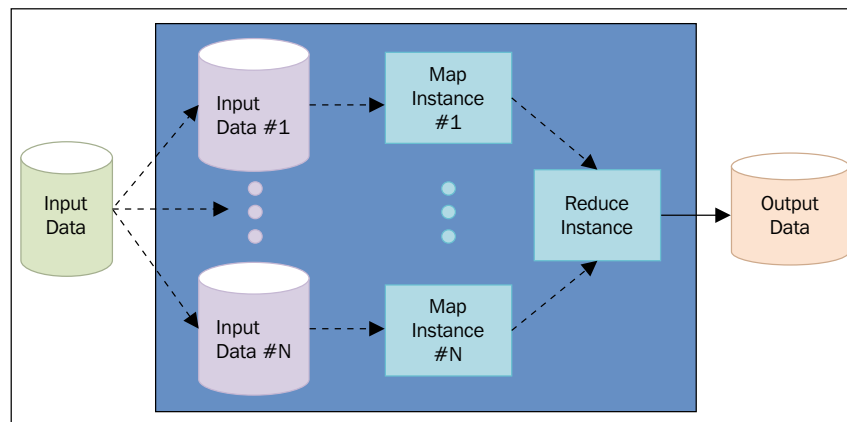 Input
Data
Input
Data #1
Map
Instance
#1
Reduce
Instance
Output
Data
Input
Data #N
Map
Instance
#N